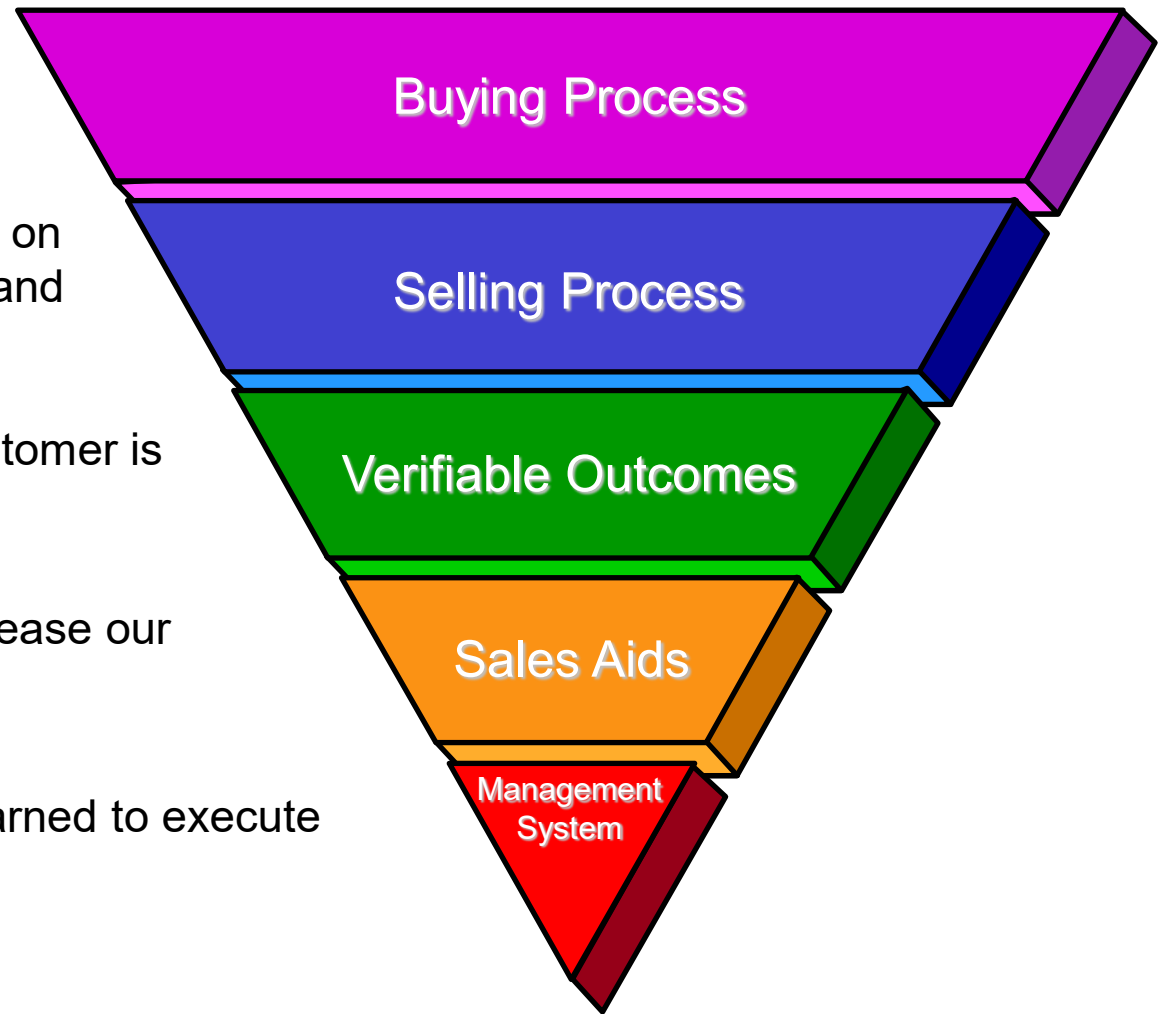 Buying Process
on
and
Selling Process
tomer is
Verifiable Outcomes
ease our
Sales Aids
Management
System
arned to execute